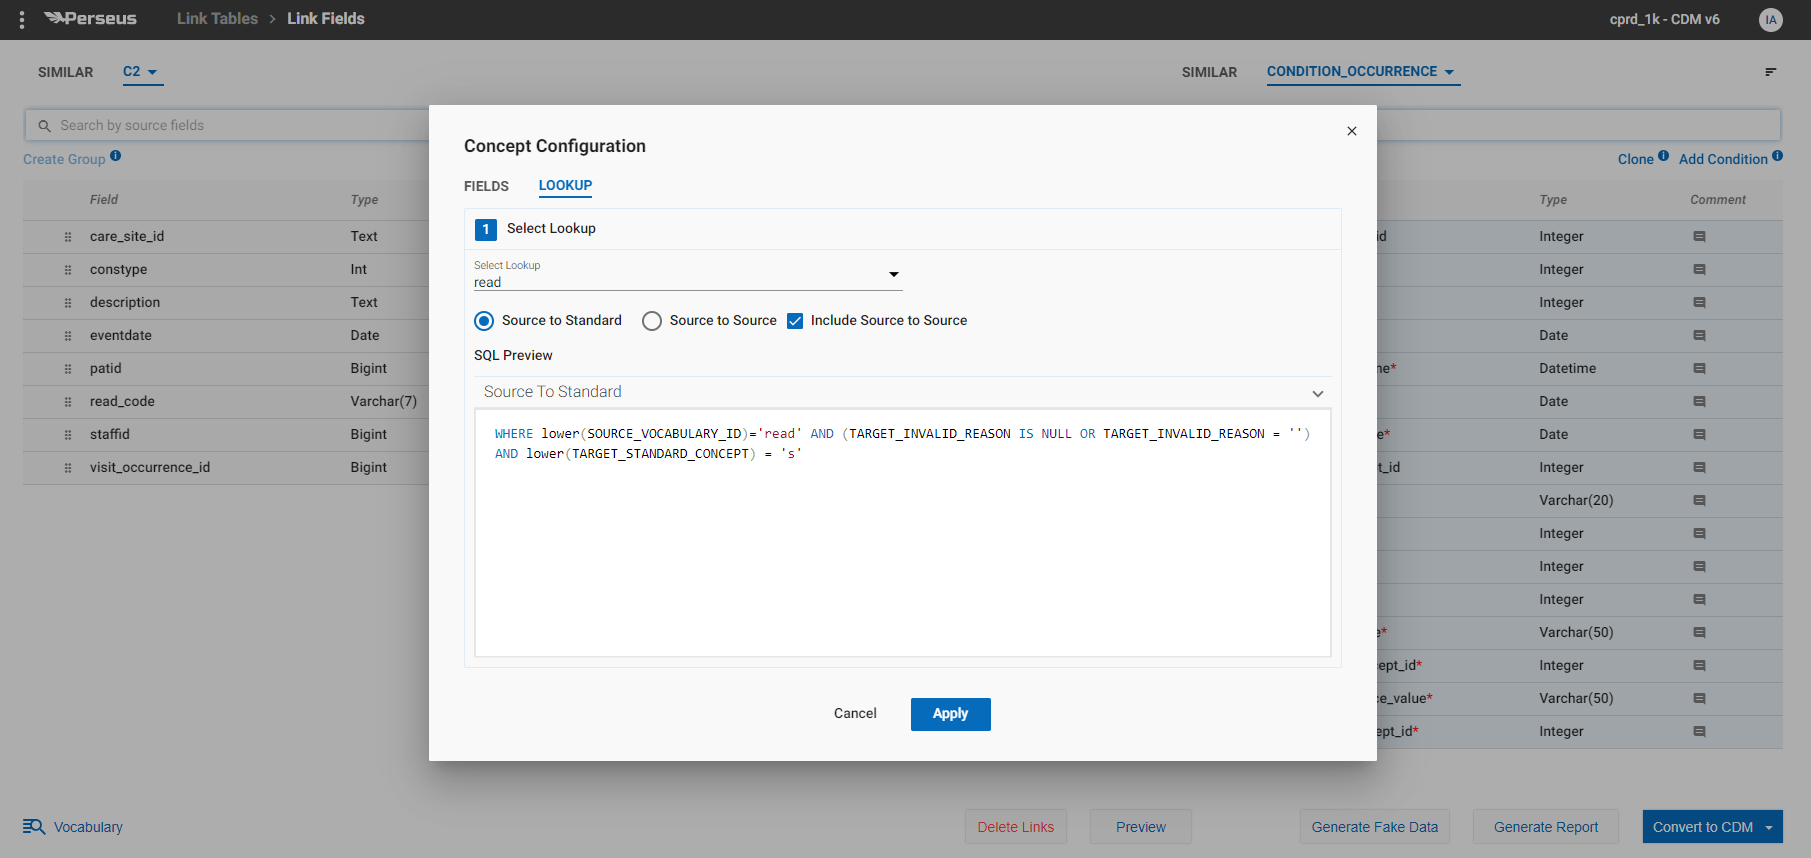 Perseus
Link Tables > Link Fields
cprd_1k - CDM v6
IA
SIMILAR
C2
SIMILAR
CONDITION_OCCURRENCE
Search by source fields
Create Group
Clone
Add Condition
Field
Type
care_site_id
Text
constype
Int
description
Text
eventdate
Date
patid
Bigint
read_code
Varchar(7)
staffid
Bigint
visit_occurrence_id
Bigint
Concept Configuration
FIELDS
LOOKUP
1
Select Lookup
Select Lookup
read
Source to Standard
Source to Source
Include Source to Source
SQL Preview
Source To Standard
WHERE lower(SOURCE_VOCABULARY_ID)='read' AND (TARGET_INVALID_REASON IS NULL OR TARGET_INVALID_REASON = '')
AND lower(TARGET_STANDARD_CONCEPT) = 's'
Cancel
Apply
Type
Comment
id
Integer
Integer
Integer
Date
ne*
Datetime
Date
e*
Date
t_id
Integer
Varchar(20)
Integer
Integer
Integer
e*
Varchar(50)
ept_id*
Integer
ce_value*
Varchar(50)
ept_id*
Integer
Vocabulary
Delete Links
Preview
Generate Fake Data
Generate Report
Convert to CDM